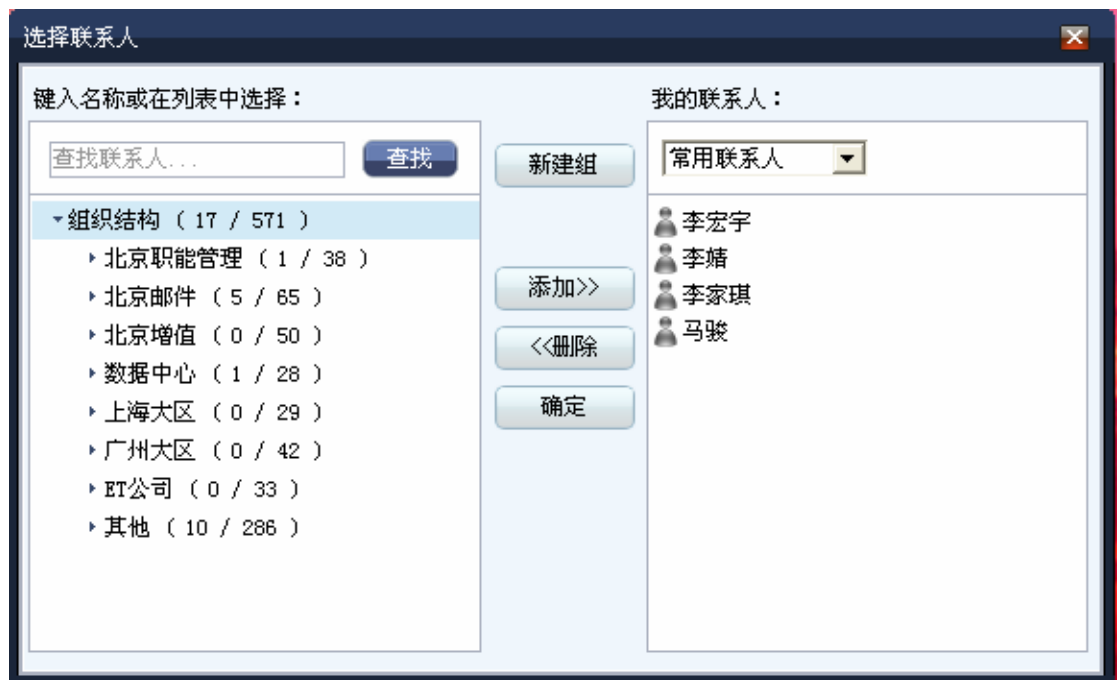 选择联系人
键入名称或在列表中选择：
查找联系人...
查找
组织结构 ( 17 / 571 )
北京职能管理 ( 1 / 38 )
北京邮件 ( 5 / 65 )
北京增值 ( 0 / 50 )
数据中心 ( 1 / 28 )
上海大区 ( 0 / 29 )
广州大区 ( 0 / 42 )
ET公司 ( 0 / 33 )
其他 ( 10 / 286 )
新建组
添加>>
<<删除
确定
我的联系人：
常用联系人
李宏宇
李婧
李家琪
马骏